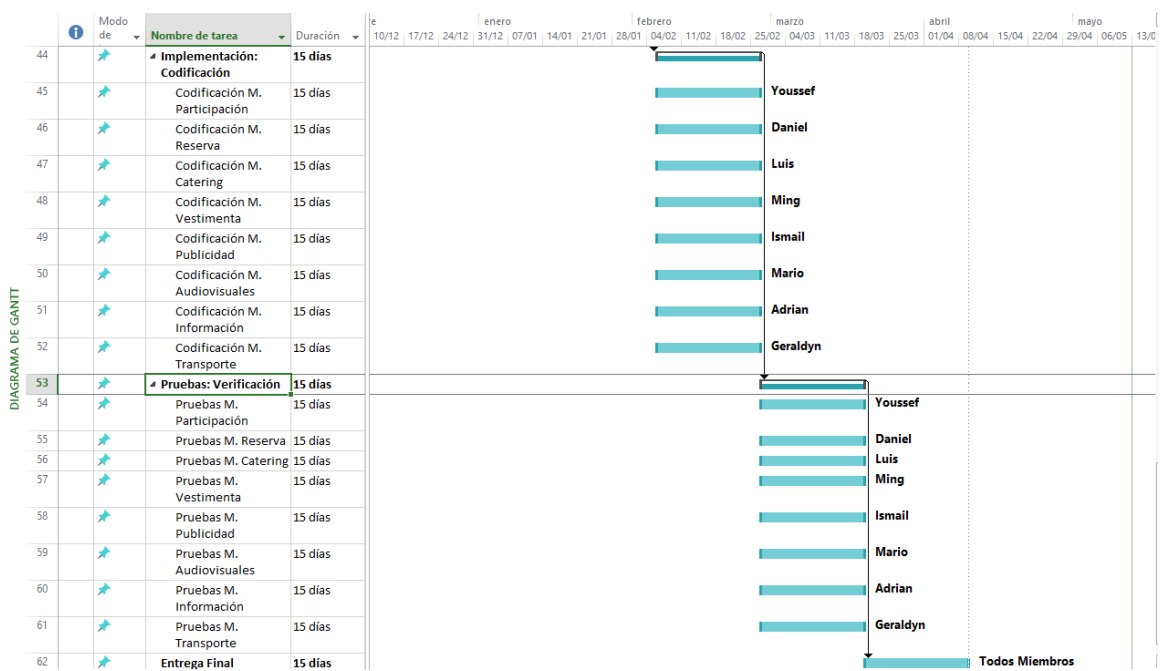 Modo de
Nombre de tarea
Duración
re
enero
febrero
marzo
abril
mayo
10/12 17/12 24/12 31/12 07/01 14/01 21/01 28/01 04/02 11/02 18/02 25/02 04/03 11/03 18/03 25/03 01/04 08/04 15/04 22/04 29/04 06/05 13/0
DIAGRAMA DE GANTT
44 Implementación: 15 días
Codificación
45 Codificación M. 15 días Youssef
Participación
46 Codificación M. 15 días Daniel
Reserva
47 Codificación M. 15 días Luis
Catering
48 Codificación M. 15 días Ming
Vestimenta
49 Codificación M. 15 días Ismail
Publicidad
50 Codificación M. 15 días Mario
Audiovisuales
51 Codificación M. 15 días Adrian
Información
52 Codificación M. 15 días Geraldyn
Transporte
53 Pruebas: Verificación 15 días
54 Pruebas M. 15 días Youssef
Participación
55 Pruebas M. Reserva 15 días Daniel
56 Pruebas M. Catering 15 días Luis
57 Pruebas M. 15 días Ming
Vestimenta
58 Pruebas M. 15 días Ismail
Publicidad
59 Pruebas M. 15 días Mario
Audiovisuales
60 Pruebas M. 15 días Adrian
Información
61 Pruebas M. 15 días Geraldyn
Transporte
62 Entrega Final 15 días Todos Miembros